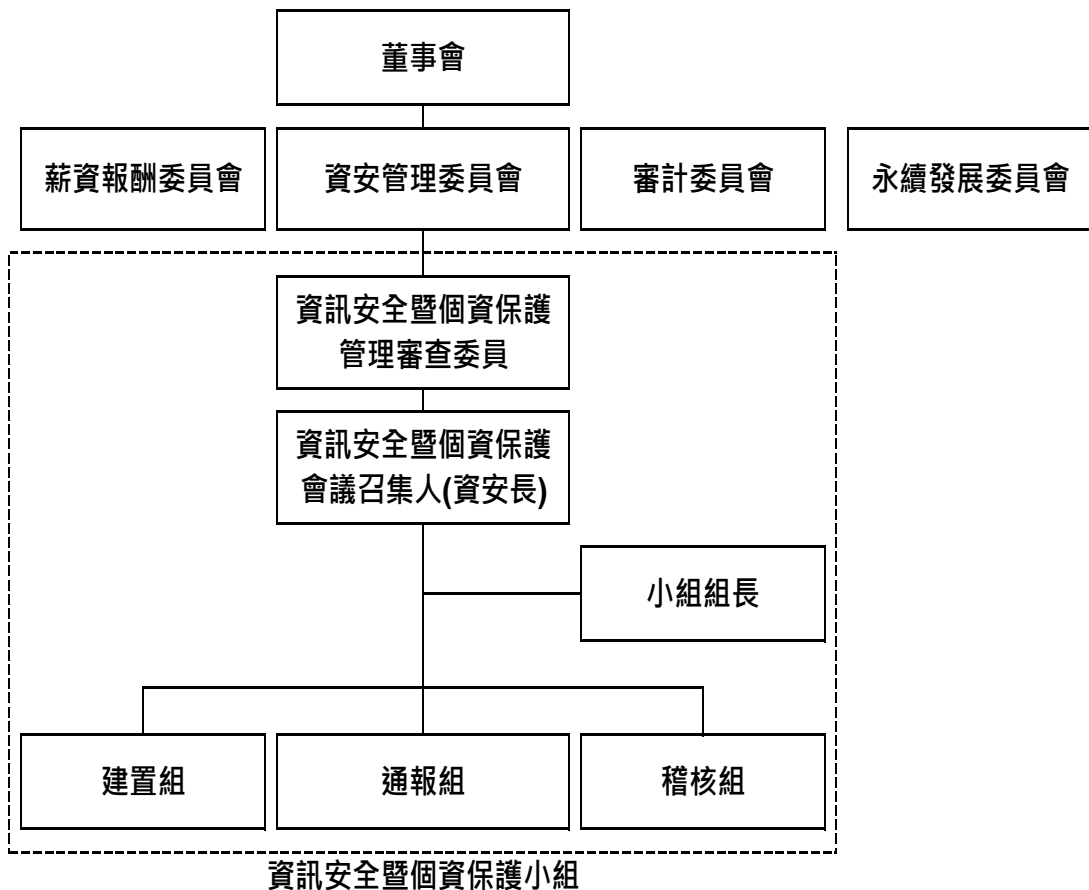 董事會
薪資報酬委員會
資安管理委員會
審計委員會
永續發展委員會
資訊安全暨個資保護
管理審查委員
資訊安全暨個資保護
會議召集人(資安長)
小組組長
建置組
通報組
稽核組
資訊安全暨個資保護小組